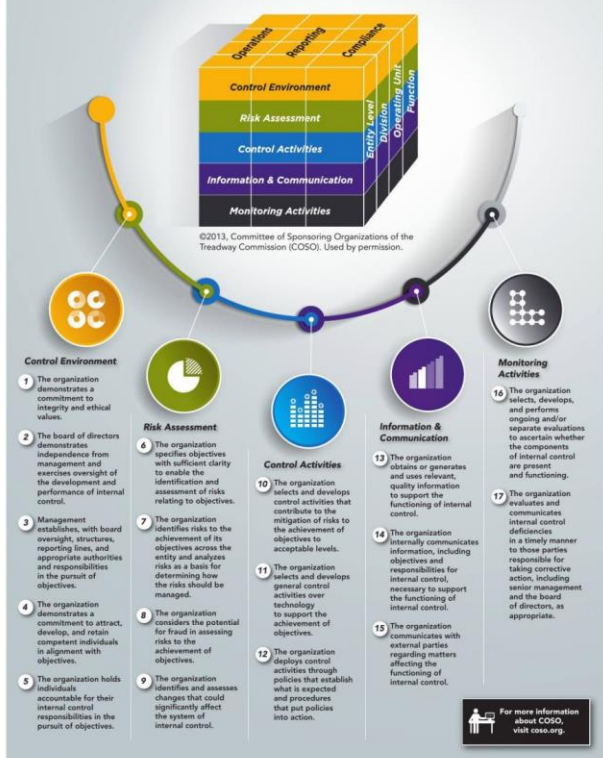 Operations
Reporting
Compliance
Control Environment
Risk Assessment
Control Activities
Information & Communication
Monitoring Activities
Entity Level
Division
Operating Unit
Function
©2013, Committee of Sponsoring Organizations of the
Treadway Commission (COSO). Used by permission.
Control Environment
1 The organization
demonstrates a
commitment to
integrity and ethical
values.
2 The board of directors
demonstrates
independence from
management and
exercises oversight of
the development and
performance of internal
control.
3 Management
establishes, with board
oversight, structures,
reporting lines, and
appropriate authorities
and responsibilities
in the pursuit of
objectives.
4 The organization
demonstrates a
commitment to attract,
develop, and retain
competent individuals
in alignment with
objectives.
5 The organization holds
individuals
accountable for their
internal control
responsibilities in the
pursuit of objectives.
Risk Assessment
6 The organization
specifies objectives
with sufficient clarity
to enable the
identification and
assessment of risks
relating to objectives.
7 The organization
identifies risks to the
achievement of its
objectives across the
entity and analyzes
risks as a basis for
determining how
the risks should be
managed.
8 The organization
considers the potential
for fraud in assessing
risks to the
achievement of
objectives.
9 The organization
identifies and assesses
changes that could
significantly affect
the system of
internal control.
Control Activities
10 The organization
selects and develops
control activities that
contribute to the
mitigation of risks to
the achievement of
objectives to
acceptable levels.
11 The organization
selects and develops
general control
activities over
technology
to support the
achievement of
objectives.
12 The organization
deploys control
activities through
policies that establish
what is expected
and procedures
that put policies
into action.
Information &
Communication
13 The organization
obtains or generates
and uses relevant,
quality information
to support the
functioning of internal
control.
14 The organization
internally communicates
information, including
objectives and
responsibilities for
internal control,
necessary to support
the functioning of
internal control.
15 The organization
communicates with
external parties
regarding matters
affecting the
functioning of
internal control.
Monitoring
Activities
16 The organization
selects, develops,
and performs
ongoing and/or
separate evaluations
to ascertain whether
the components
of internal control
are present
and functioning.
17 The organization
evaluates and
communicates
internal control
deficiencies
in a timely manner
to those parties
responsible for
taking corrective
action, including
senior management
and the board
of directors, as
appropriate.
For more information
about COSO,
visit coso.org.